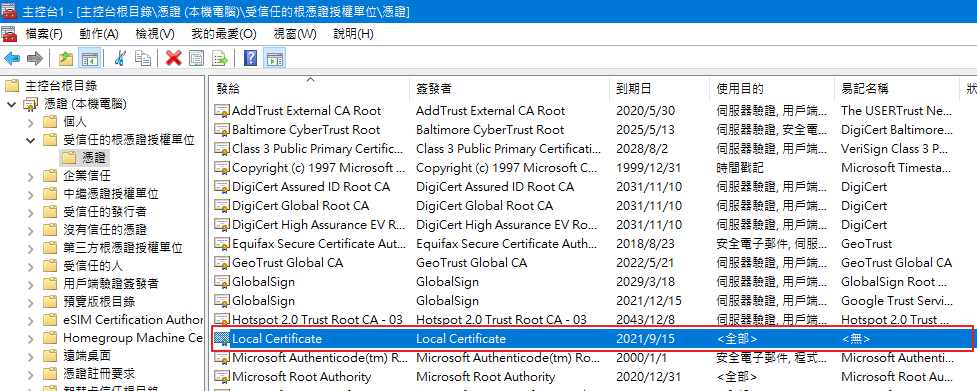 主控台1 - [主控台根目錄\憑證 (本機電腦)\受信任的根憑證授權單位\憑證]
檔案(F) 動作(A) 檢視(V) 我的最愛(O) 視窗(W) 說明(H)
主控台根目錄
憑證 (本機電腦)
個人
受信任的根憑證授權單位
憑證
企業信任
中繼憑證授權單位
受信任的發行者
沒有信任的憑證
第三方根憑證授權單位
受信任的人
用戶端驗證簽發者
預覽版根目錄
eSIM Certification Author
Homegroup Machine Ce
遠端桌面
憑證註冊要求
智慧卡信任根目錄
發給 簽發者 到期日 使用目的 易記名稱 狀
AddTrust External CA Root AddTrust External CA Root 2020/5/30 伺服器驗證, 用戶端... The USERTrust Ne...
Baltimore CyberTrust Root Baltimore CyberTrust Root 2025/5/13 伺服器驗證, 安全電... DigiCert Baltimore...
Class 3 Public Primary Certificat... Class 3 Public Primary Certificat... 2028/8/2 伺服器驗證, 用戶端... VeriSign Class 3 P...
Copyright (c) 1997 Microsoft C... Copyright (c) 1997 Microsoft C... 1999/12/31 時間戳記 Microsoft Timesta...
DigiCert Assured ID Root CA DigiCert Assured ID Root CA 2031/11/10 伺服器驗證, 用戶端... DigiCert
DigiCert Global Root CA DigiCert Global Root CA 2031/11/10 伺服器驗證, 用戶端... DigiCert
DigiCert High Assurance EV Ro... DigiCert High Assurance EV Ro... 2031/11/10 伺服器驗證, 用戶端... DigiCert
Equifax Secure Certificate Auth... Equifax Secure Certificate Auth... 2018/8/23 安全電子郵件, 伺服... GeoTrust
GeoTrust Global CA GeoTrust Global CA 2022/5/21 伺服器驗證, 用戶端... GeoTrust Global CA
GlobalSign GlobalSign 2029/3/18 伺服器驗證, 用戶端... GlobalSign Root ...
GlobalSign GlobalSign 2021/12/15 伺服器驗證, 用戶端... Google Trust Servi...
Hotspot 2.0 Trust Root CA - 03 Hotspot 2.0 Trust Root CA - 03 2043/12/8 伺服器驗證, 用戶端... Hotspot 2.0 Trust ...
Local Certificate Local Certificate 2021/9/15 <全部> <無>
Microsoft Authenticode(tm) R... Microsoft Authenticode(tm) Ro... 2000/1/1 安全電子郵件, 程式... Microsoft Authenti...
Microsoft Root Authority Microsoft Root Authority 2020/12/31 <全部> Microsoft Root Aut...